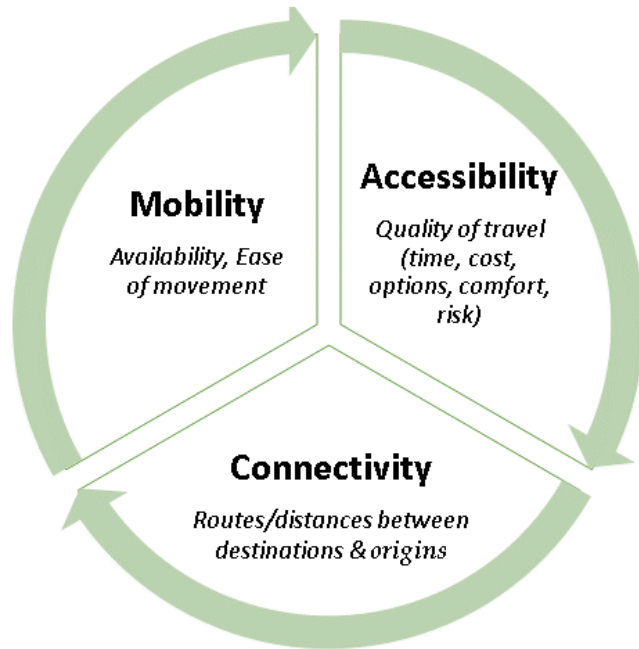 Mobility
Availability, Ease
of movement
Accessibility
Quality of travel
(time, cost,
options, comfort,
risk)
Connectivity
Routes/distances between
destinations & origins